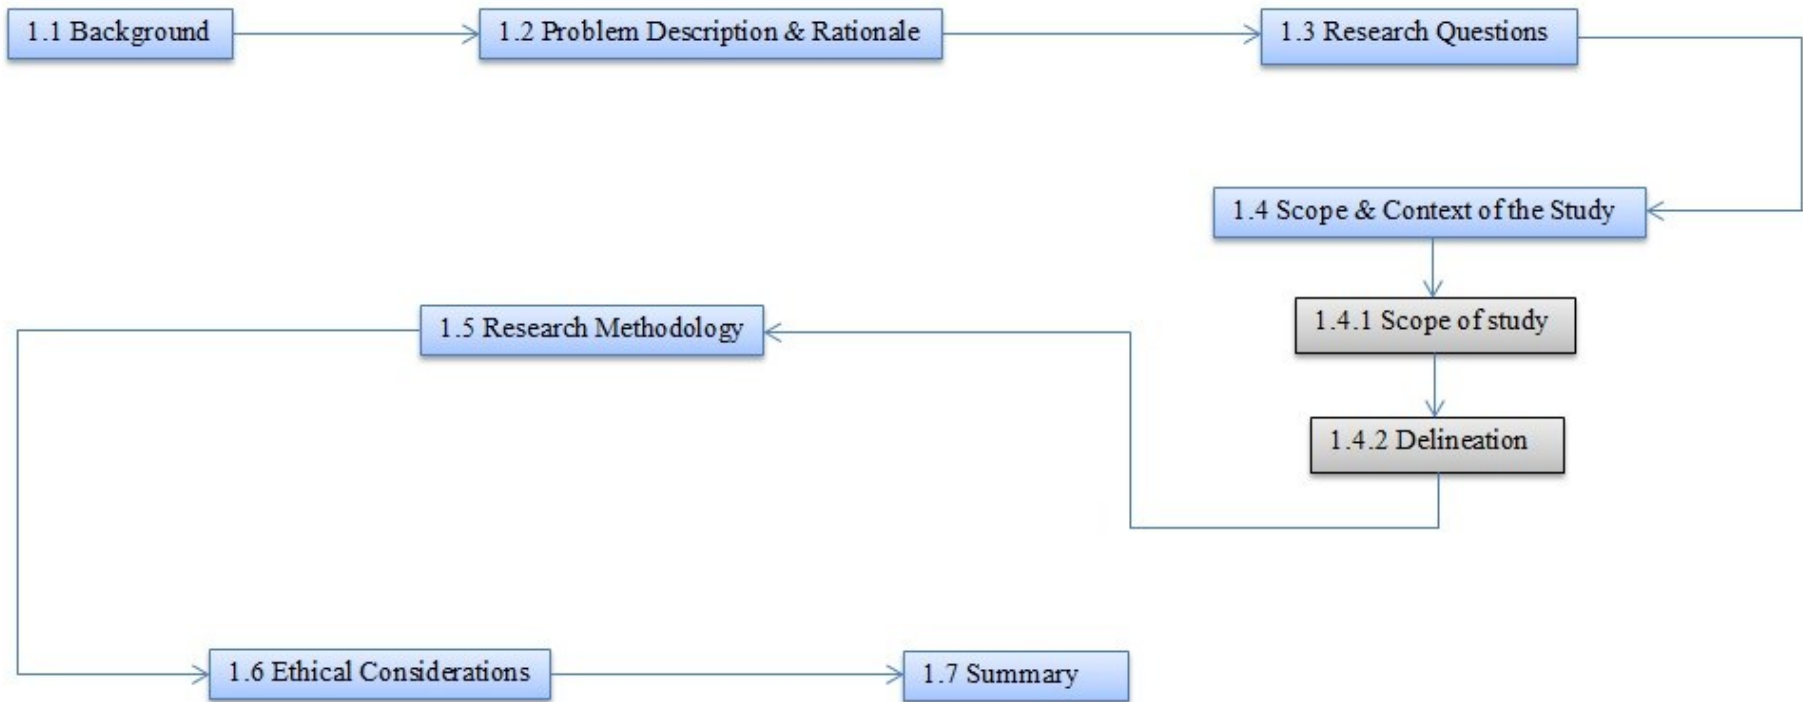 1.1 Background
1.2 Problem Description & Rationale
1.3 Research Questions
1.4 Scope & Context of the Study
1.4.1 Scope of study
1.4.2 Delineation
1.5 Research Methodology
1.6 Ethical Considerations
1.7 Summary